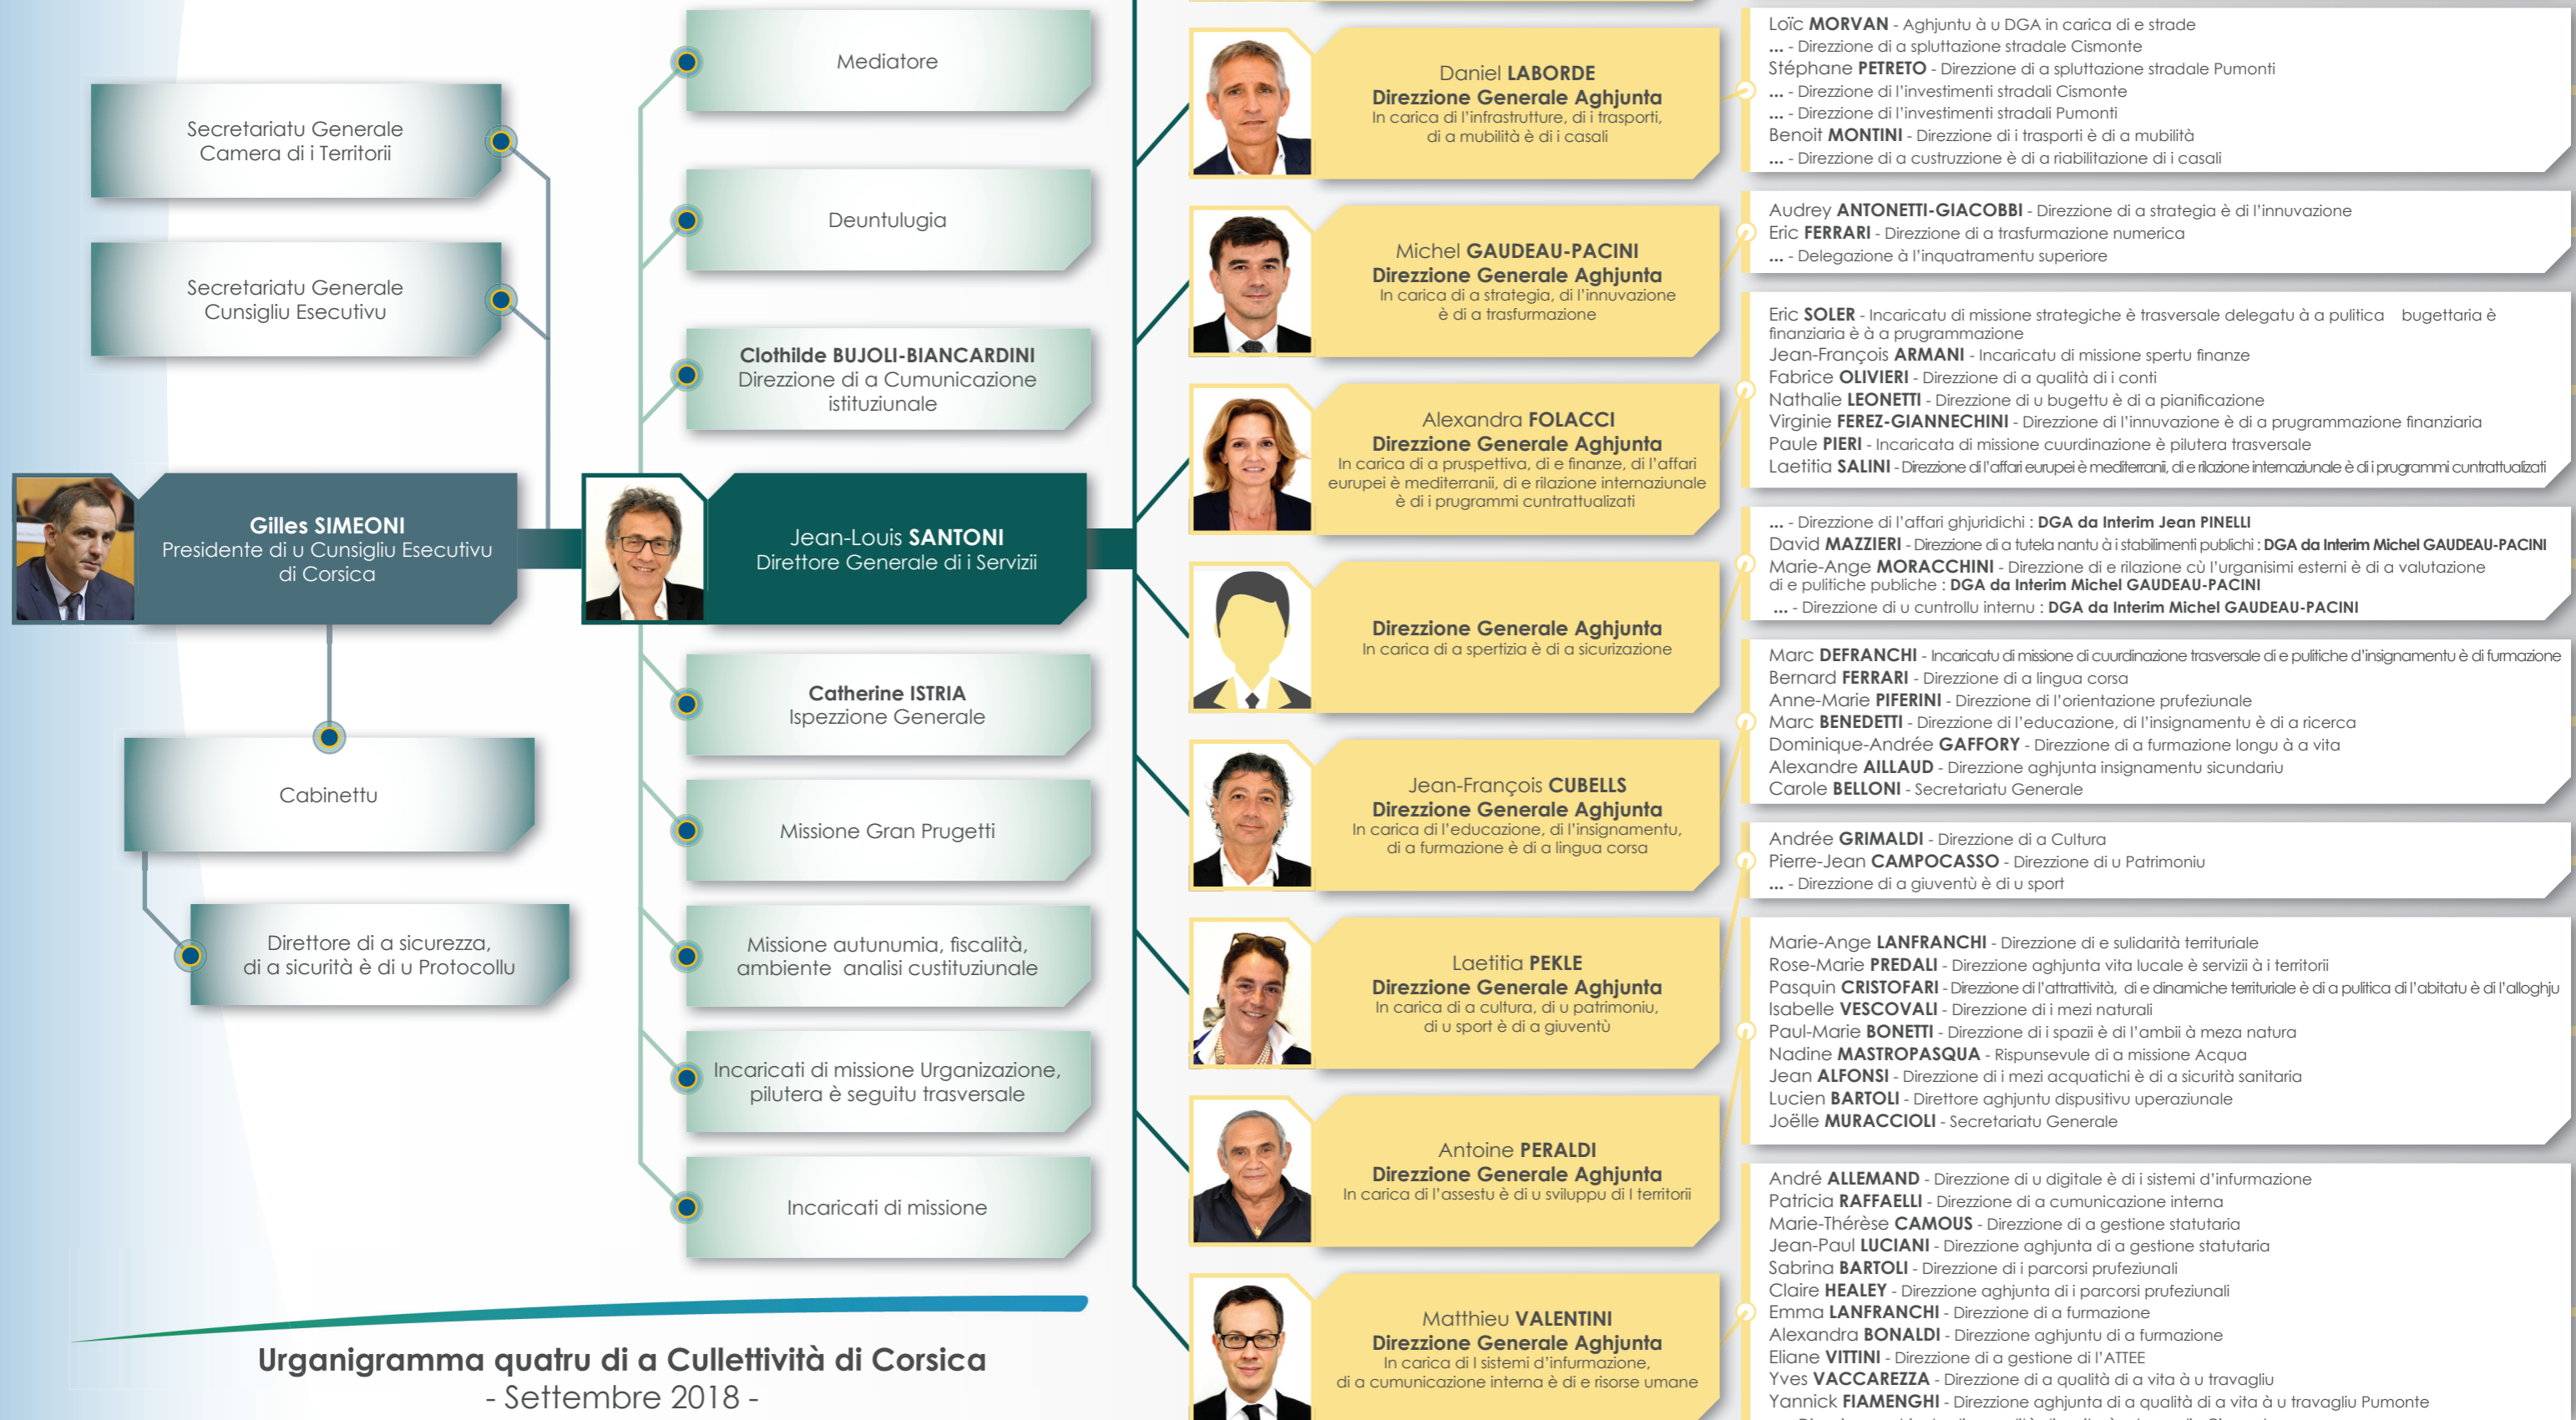 Secretariatu Generale
Camera di i Territorii
Secretariatu Generale
Cunsigliu Esecutivu
Gilles SIMEONI
Presidente di u Cunsigliu Esecutivu
di Corsica
Cabinettu
Direttore di a sicurezza,
di a sicurità è di u Protocollu
Mediatore
Deuntulugia
Clothilde BUJOLI-BIANCARDINI
Direzzione di a Cumunicazione
istituziunale
Jean-Louis SANTONI
Direttore Generale di i Servizii
Catherine ISTRIA
Ispezzione Generale
Missione Gran Prugetti
Missione autunumia, fiscalità,
ambiente analisi custituziunale
Incaricati di missione Urganizazione,
pilutera è seguitu trasversale
Incaricati di missione
Urganigramma quatru di a Cullettività di Corsica
- Settembre 2018 -
Daniel LABORDE
Direzzione Generale Aghjunta
In carica di l'infrastrutture, di i trasporti,
di a mubilità è di i casali
Michel GAUDEAU-PACINI
Direzzione Generale Aghjunta
In carica di a strategia, di l'innuvazione
è di a trasfurmazione
Alexandra FOLACCI
Direzzione Generale Aghjunta
In carica di a pruspettiva, di e finanze, di l'affari
eurupei è mediterranii, di e rilazione internaziunale
è di i prugrammi cuntrattualizati
Direzzione Generale Aghjunta
In carica di a spertizia è di a sicurizazione
Jean-François CUBELLS
Direzzione Generale Aghjunta
In carica di l'educazione, di l'insignamentu,
di a furmazione è di a lingua corsa
Laetitia PEKLE
Direzzione Generale Aghjunta
In carica di a cultura, di u patrimoniu,
di u sport è di a giuventù
Antoine PERALDI
Direzzione Generale Aghjunta
In carica di l'assestu è di u sviluppu di I territorii
Matthieu VALENTINI
Direzzione Generale Aghjunta
In carica di I sistemi d'infurmazione,
di a cumunicazione interna è di e risorse umane
Loïc MORVAN - Aghjuntu à u DGA in carica di e strade
... - Direzzione di a spluttazione stradale Cismonte
Stéphane PETRETO - Direzzione di a spluttazione stradale Pumonti
... - Direzzione di l'investimenti stradali Cismonte
... - Direzzione di l'investimenti stradali Pumonti
Benoit MONTINI - Direzzione di i trasporti è di a mubilità
... - Direzzione di a custruzzione è di a riabilitazione di i casali
Audrey ANTONETTI-GIACOBBI - Direzzione di a strategia è di l'innuvazione
Eric FERRARI - Direzzione di a trasfurmazione numerica
... - Delegazione à l'inquatramentu superiore
Eric SOLER - Incaricatu di missione strategiche è trasversale delegatu à a pulitica bugettaria è
finanziaria è à a programmazione
Jean-François ARMANI - Incaricatu di missione spertu finanze
Fabrice OLIVIERI - Direzzione di a qualità di i conti
Nathalie LEONETTI - Direzzione di u bugettu è di a pianificazione
Virginie FEREZ-GIANNECHINI - Direzzione di l'innuvazione è di a prugrammazione finanziaria
Paule PIERI - Incaricata di missione cuurdinazione è pilutera trasversale
Laetitia SALINI - Direzzione di l'affari eurupei è mediterranii, di e rilazione internaziunale è di i prugrammi cuntrattualizati
... - Direzzione di l'affari ghjuridichi : DGA da Interim Jean PINELLI
David MAZZIERI - Direzzione di a tutela nantu à i stabilimenti publichi : DGA da Interim Michel GAUDEAU-PACINI
Marie-Ange MORACCHINI - Direzzione di e rilazione cù l'urganisimi esterni è di a valutazione
di e pulitiche publiche : DGA da Interim Michel GAUDEAU-PACINI
... - Direzzione di u cuntrollu internu : DGA da Interim Michel GAUDEAU-PACINI
Marc DEFRANCHI - Incaricatu di missione di cuurdinazione trasversale di e pulitiche d'insignamentu è di furmazione
Bernard FERRARI - Direzzione di a lingua corsa
Anne-Marie PIFERINI - Direzzione di l'orientazione prufeziunale
Marc BENEDETTI - Direzzione di l'educazione, di l'insignamentu è di a ricerca
Dominique-Andrée GAFFORY - Direzzione di a furmazione longu à a vita
Alexandre AILLAUD - Direzzione aghjunta insignamentu sicundariu
Carole BELLONI - Secretariatu Generale
Andrée GRIMALDI - Direzzione di a Cultura
Pierre-Jean CAMPOCASSO - Direzzione di u Patrimoniu
... - Direzzione di a giuventù è di u sport
Marie-Ange LANFRANCHI - Direzzione di e sulidarità territuriale
Rose-Marie PREDALI - Direzzione aghjunta vita lucale è servizii à i territorii
Pasquin CRISTOFARI - Direzzione di l'attrattività, di e dinamiche territuriale è di a pulitica di l'abitatu è di l'alloghju
Isabelle VESCOVALI - Direzzione di i mezi naturali
Paul-Marie BONETTI - Direzzione di i spazii è di l'ambii à meza natura
Nadine MASTROPASQUA - Rispunsevule di a missione Acqua
Jean ALFONSI - Direzzione di i mezi acquatichi è di a sicurità sanitaria
Lucien BARTOLI - Direttore aghjuntu dispusitivu uperaziunale
Joëlle MURACCIOLI - Secretariatu Generale
André ALLEMAND - Direzzione di u digitale è di i sistemi d'infurmazione
Patricia RAFFAELLI - Direzzione di a cumunicazione interna
Marie-Thérèse CAMOUS - Direzzione di a gestione statutaria
Jean-Paul LUCIANI - Direzzione aghjunta di a gestione statutaria
Sabrina BARTOLI - Direzzione di i parcorsi prufeziunali
Claire HEALEY - Direzzione aghjunta di i parcorsi prufeziunali
Emma LANFRANCHI - Direzzione di a furmazione
Alexandra BONALDI - Direzzione aghjuntu di a furmazione
Eliane VITTINI - Direzzione di a gestione di l'ATTEE
Yves VACCAREZZA - Direzzione di a qualità di a vita à u travagliu
Yannick FIAMENGHI - Direzzione aghjunta di a qualità di a vita à u travagliu Pumonte